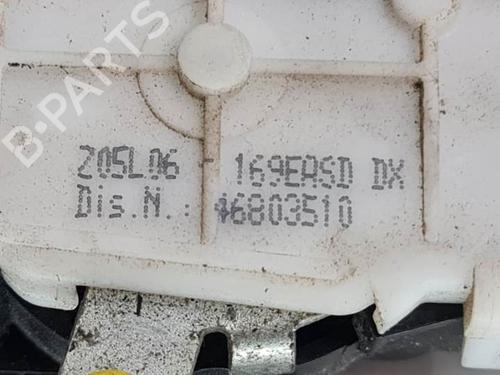 B-PARTS
Z05L06 - 169EASD DX
Dis.N.: 46803510